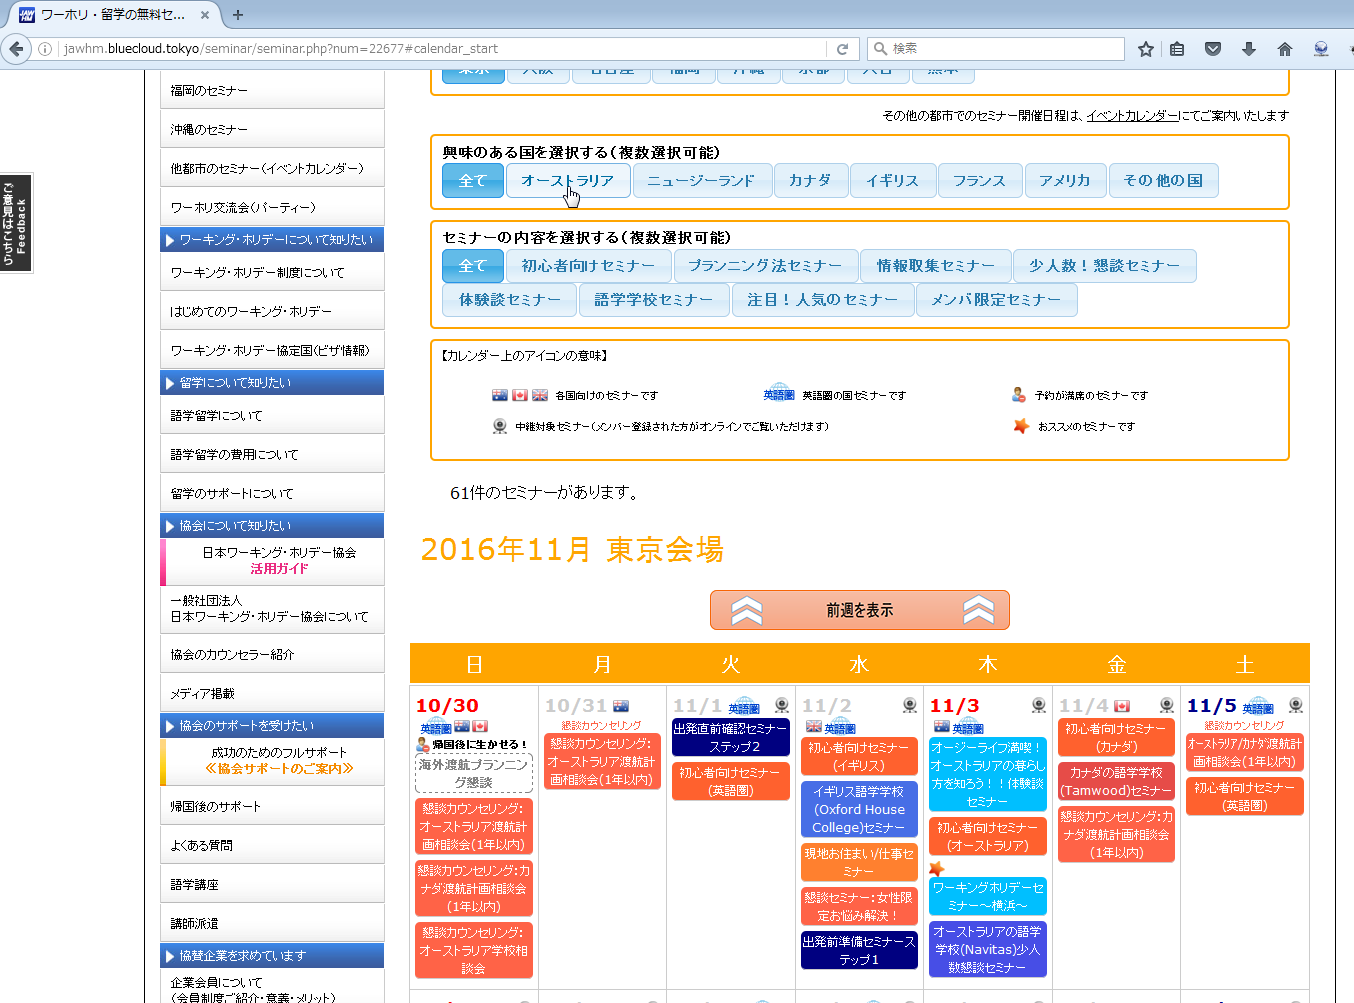 ワーホリ・留学の無料セ...
jawhm.bluecloud.tokyo/seminar/seminar.php?num=22677#calendar_start
検索
ご意見はこちら
Feedback
福岡のセミナー
沖縄のセミナー
他都市のセミナー(イベントカレンダー)
ワーホリ交流会(パーティー)
ワーキング・ホリデーについて知りたい
ワーキング・ホリデー制度について
はじめてのワーキング・ホリデー
ワーキング・ホリデー協定国(ビザ情報)
留学について知りたい
語学留学について
語学留学の費用について
留学のサポートについて
協会について知りたい
日本ワーキング・ホリデー協会
活用ガイド
一般社団法人
日本ワーキング・ホリデー協会について
協会のカウンセラー紹介
メディア掲載
協会のサポートを受けたい
成功のためのフルサポート
≪協会サポートのご案内≫
帰国後のサポート
よくある質問
語学講座
講師派遣
協賛企業を求めています
企業会員について
(会員制度ご紹介・意義・メリット)
東京 大阪 名古屋 福岡 沖縄 京都 大宮 熊本
その他の都市でのセミナー開催日程は、イベントカレンダーにてご案内いたします
興味のある国を選択する(複数選択可能)
全て オーストラリア ニュージーランド カナダ イギリス フランス アメリカ その他の国
セミナーの内容を選択する(複数選択可能)
全て 初心者向けセミナー プランニング法セミナー 情報収集セミナー 少人数!懇談セミナー
体験談セミナー 語学学校セミナー 注目!人気のセミナー メンバ限定セミナー
【カレンダー上のアイコンの意味】
各国向けのセミナーです 英語圏 英語圏の国セミナーです 予約が満席のセミナーです
中継対象セミナー(メンバー登録された方がオンラインでご覧いただけます) おススメのセミナーです
61件のセミナーがあります。
2016年11月 東京会場
前週を表示
日 月 火 水 木 金 土
10/30
英語圏
帰国後に生かせる!
海外渡航プランニング懇談
懇談カウンセリング:オーストラリア渡航計画相談会(1年以内)
懇談カウンセリング:カナダ渡航計画相談会(1年以内)
懇談カウンセリング:オーストラリア学校相談会
10/31
懇談カウンセリング
懇談カウンセリング:オーストラリア渡航計画相談会(1年以内)
11/1 英語圏
出発直前確認セミナーステップ2
初心者向けセミナー(英語圏)
11/2
英語圏
初心者向けセミナー(イギリス)
イギリス語学学校(Oxford House College)セミナー
現地お住まい/仕事セミナー
懇談セミナー:女性限定お悩み解決!
出発前準備セミナーステップ1
11/3
英語圏
オージーライフ満喫!オーストラリアの暮らし方を知ろう!!体験談セミナー
初心者向けセミナー(オーストラリア)
ワーキングホリデーセミナー～横浜～
オーストラリアの語学学校(Navitas)少人数懇談セミナー
11/4
初心者向けセミナー(カナダ)
カナダの語学学校(Tamwood)セミナー
懇談カウンセリング:カナダ渡航計画相談会(1年以内)
11/5 英語圏
懇談カウンセリング
オーストラリア/カナダ渡航計画相談会(1年以内)
初心者向けセミナー(英語圏)